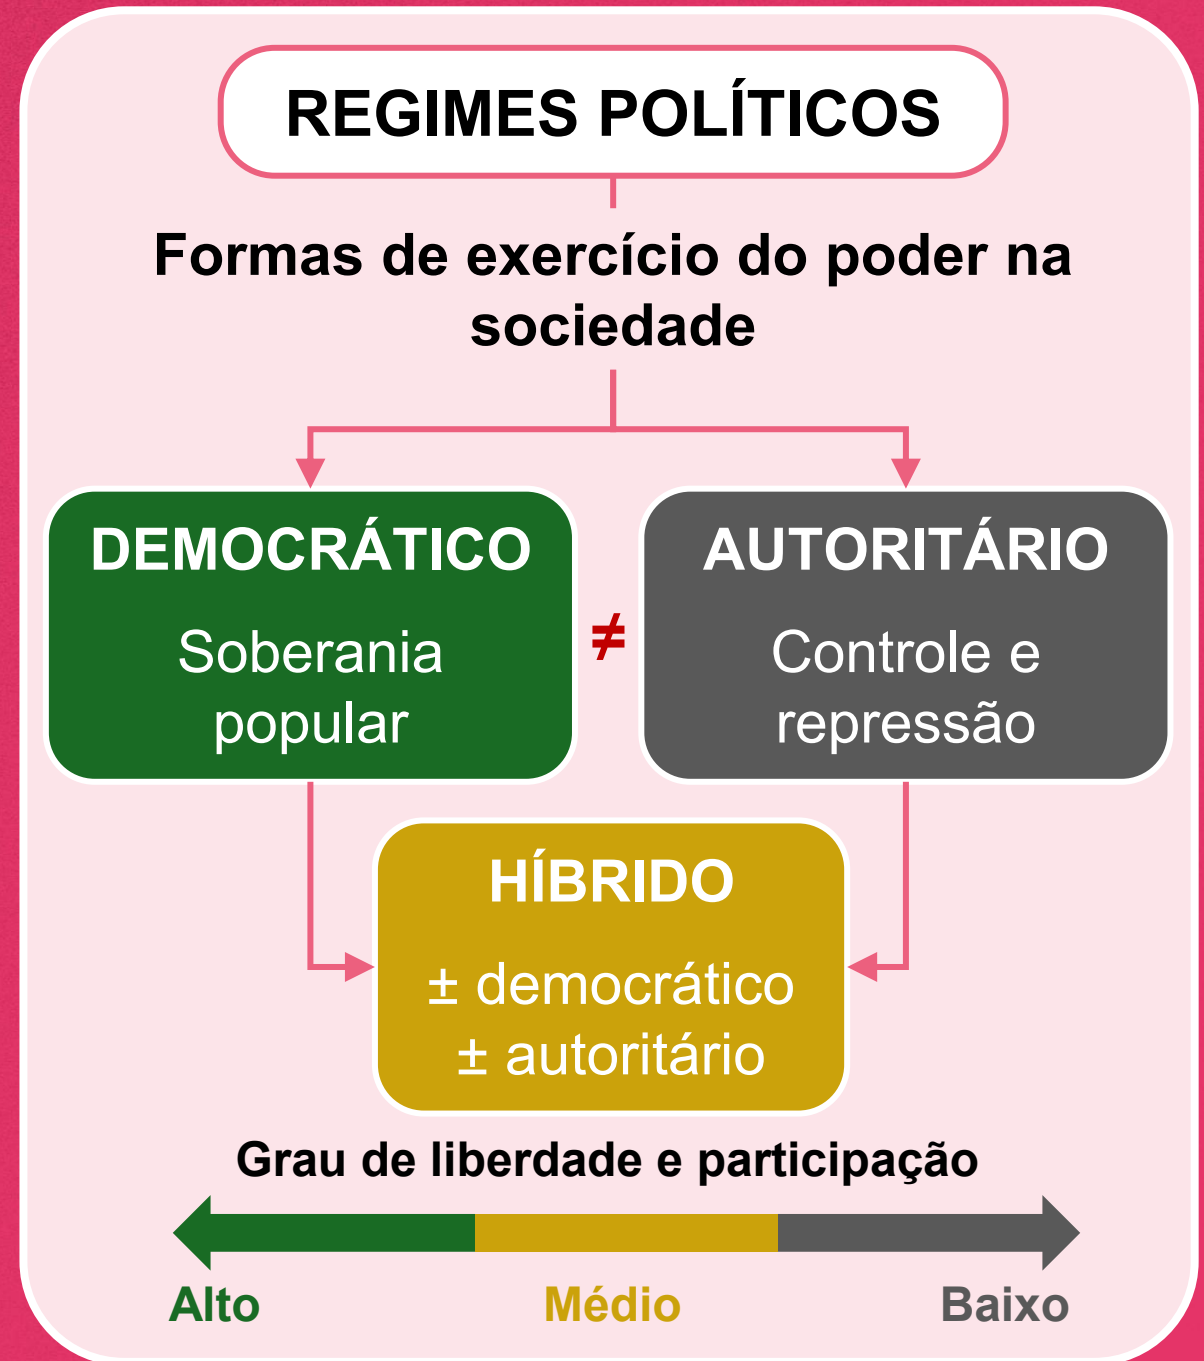 REGIMES POLÍTICOS
Formas de exercício do poder na
sociedade
DEMOCRÁTICO
Soberania
popular
≠
AUTORITÁRIO
Controle e
repressão
HÍBRIDO
± democrático
± autoritário
Grau de liberdade e participação
Alto
Médio
Baixo